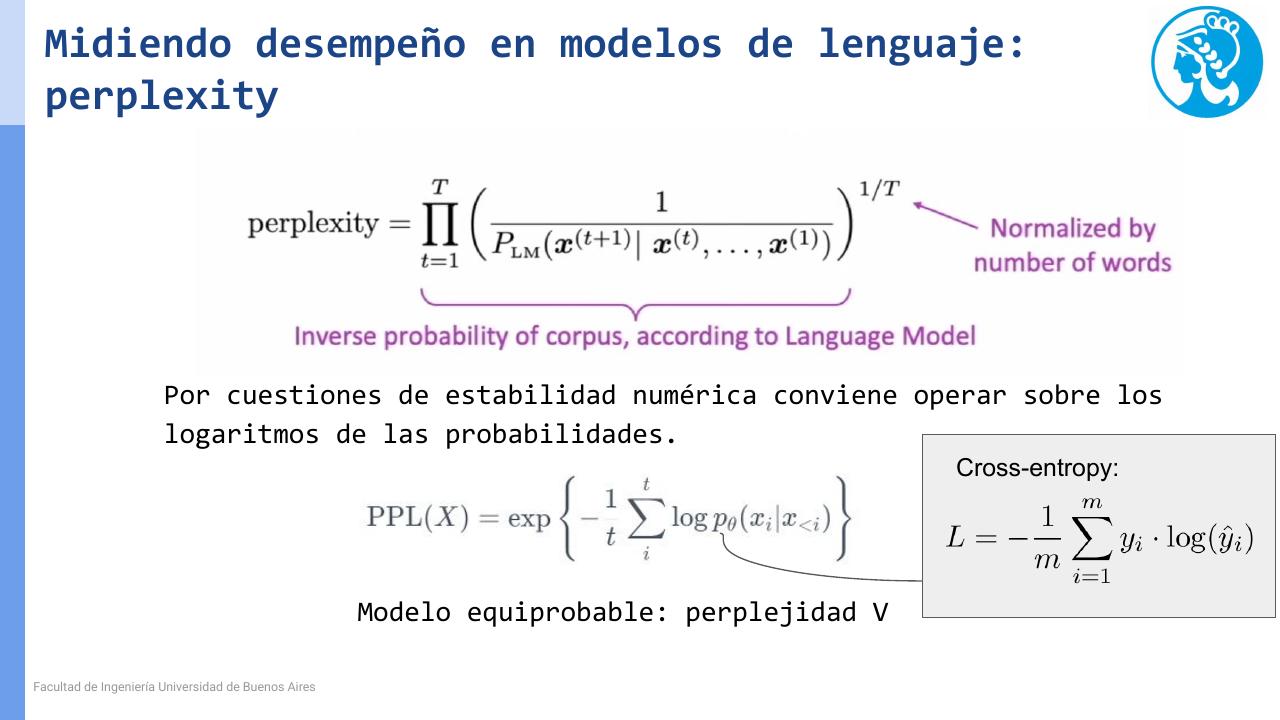 Midiendo desempeño en modelos de lenguaje:
perplexity
perplexity = ∏_{t=1}^{T} ( 1 / P_{LM}(x^{(t+1)} | x^{(t)}, . . . , x^{(1)}) )^{1/T}
Normalized by
number of words
Inverse probability of corpus, according to Language Model
Por cuestiones de estabilidad numérica conviene operar sobre los
logaritmos de las probabilidades.
Cross-entropy:
PPL(X) = exp { − 1/t ∑_{i}^{t} log p_θ(x_i|x_{<i}) }
L = − 1/m ∑_{i=1}^{m} y_i · log(ŷ_i)
Modelo equiprobable: perplejidad V
Facultad de Ingeniería Universidad de Buenos Aires